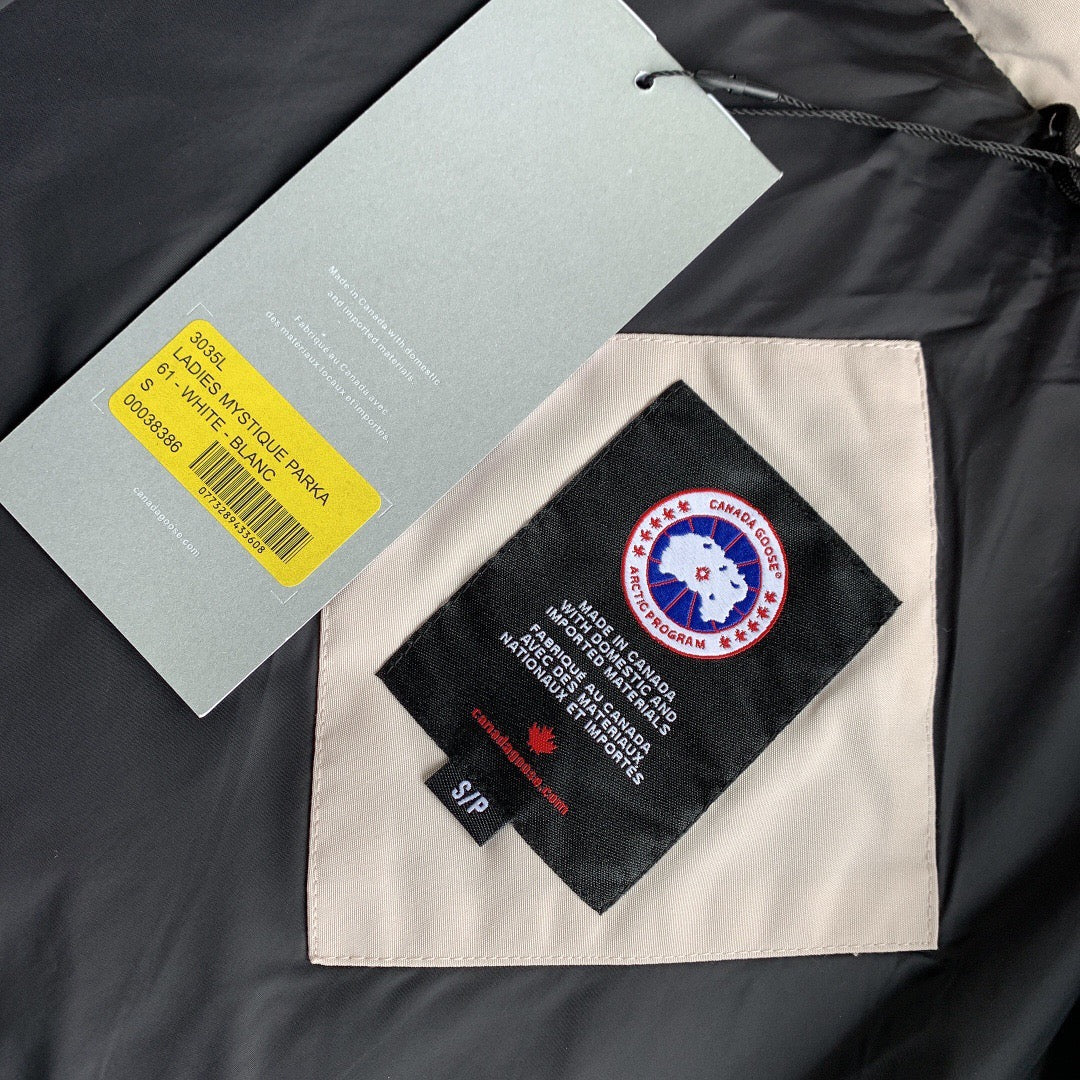 Made in Canada with domestic
and imported materials.
Fabriqué au Canada avec
des matériaux locaux et importés.
3035L
LADIES MYSTIQUE PARKA
61 - WHITE - BLANC
S
00038386
0773289433608
canadagoose.com
CANADA GOOSE®
ARCTIC PROGRAM
MADE IN CANADA
WITH DOMESTIC AND
IMPORTED MATERIALS
FABRIQUÉ AU CANADA
AVEC DES MATERIAUX
NATIONAUX ET IMPORTÉS
canadagoose.com
S/P